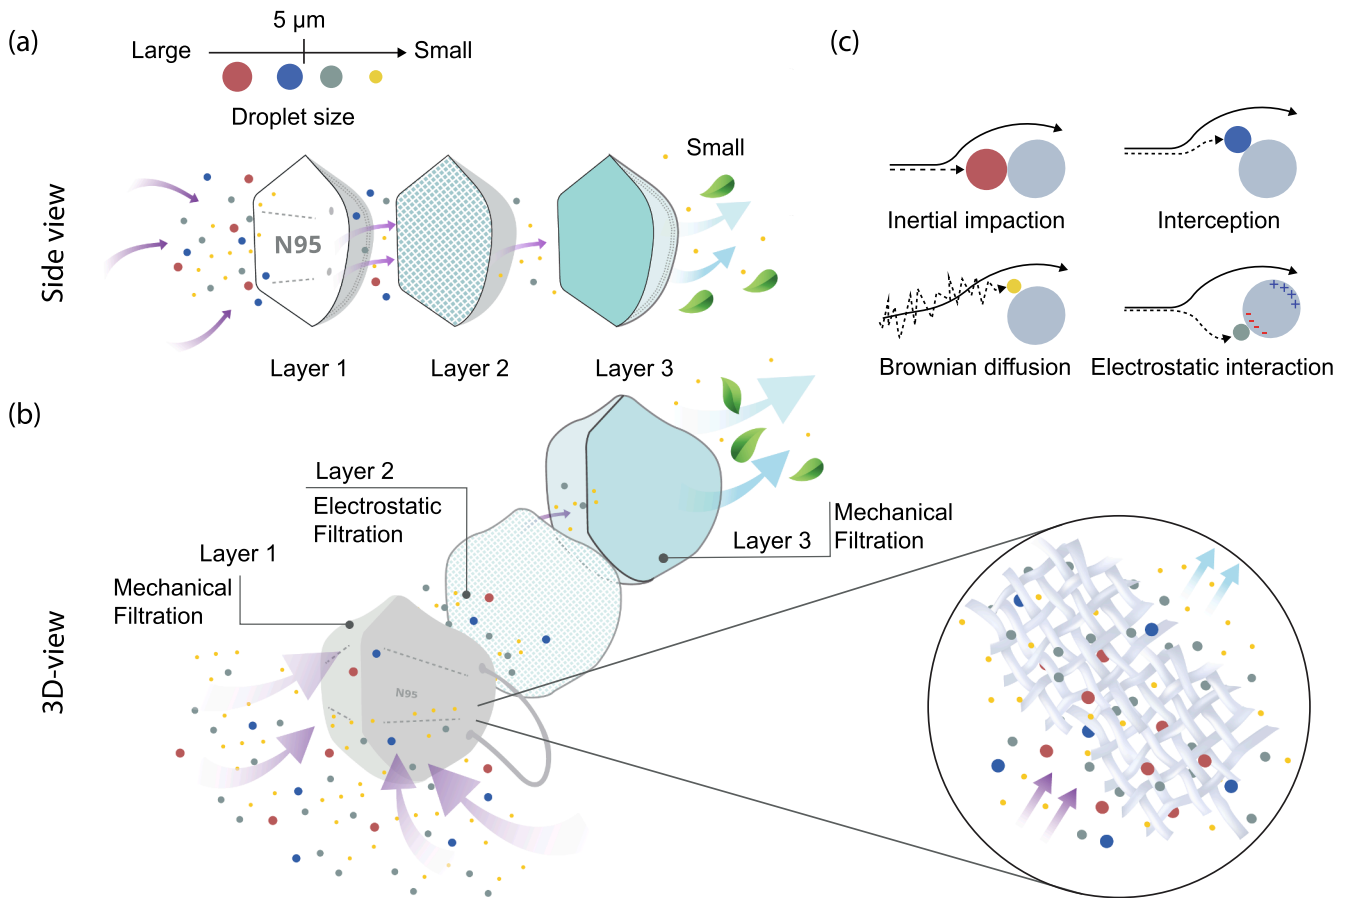 (a)
5 μm
Large
Small
Droplet size
Side view
N95
Small
Layer 1
Layer 2
Layer 3
(b)
3D-view
Layer 1
Mechanical
Filtration
Layer 2
Electrostatic
Filtration
Layer 3
Mechanical
Filtration
N95
(c)
Inertial impaction
Interception
+ + + +
- - - -
Brownian diffusion
Electrostatic interaction